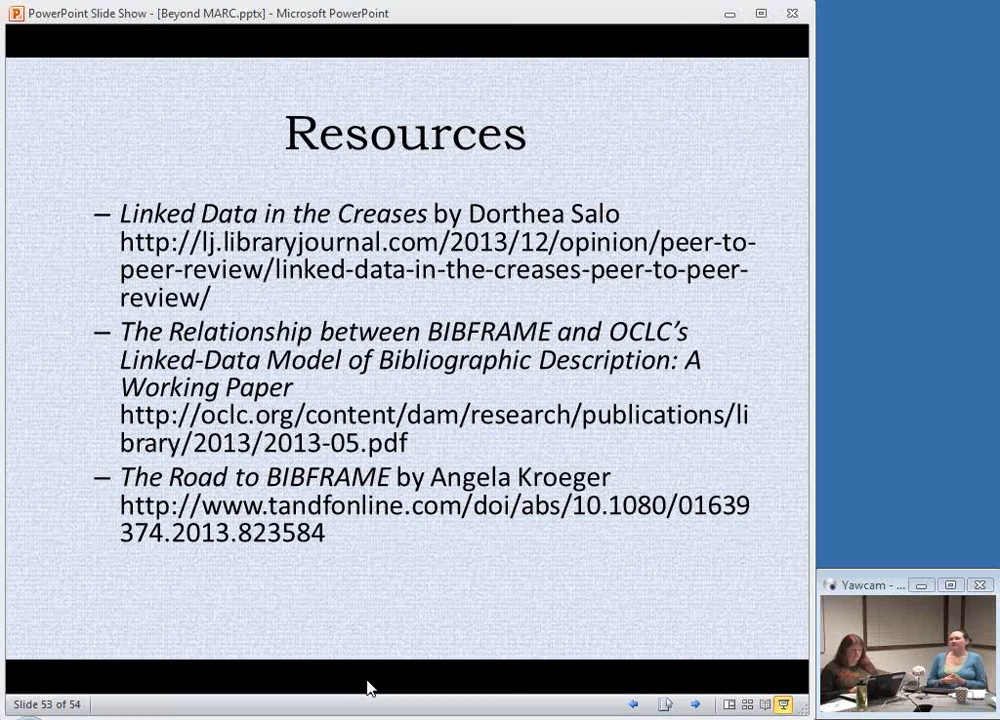 PowerPoint Slide Show - [Beyond MARC.pptx] - Microsoft PowerPoint
Resources
– Linked Data in the Creases by Dorthea Salo
http://lj.libraryjournal.com/2013/12/opinion/peer-to-
peer-review/linked-data-in-the-creases-peer-to-peer-
review/
– The Relationship between BIBFRAME and OCLC’s
Linked-Data Model of Bibliographic Description: A
Working Paper
http://oclc.org/content/dam/research/publications/li
brary/2013/2013-05.pdf
– The Road to BIBFRAME by Angela Kroeger
http://www.tandfonline.com/doi/abs/10.1080/01639
374.2013.823584
Yawcam - ...
Slide 53 of 54